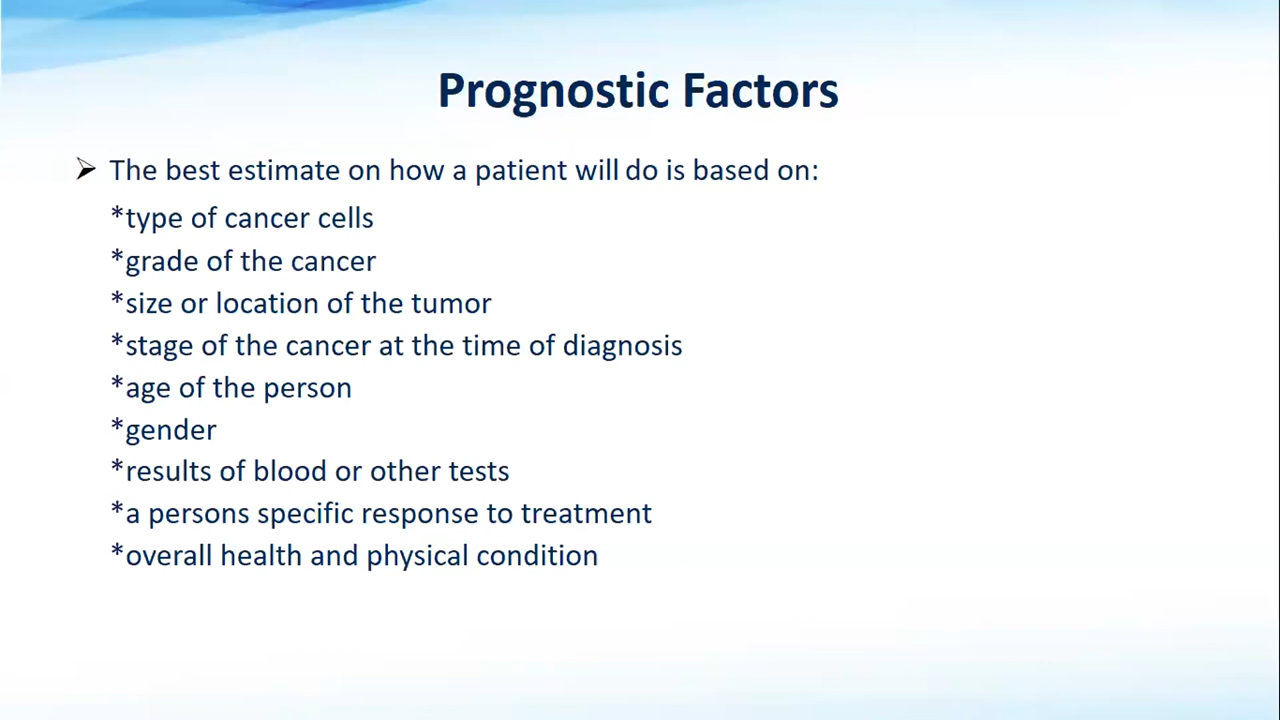 Prognostic Factors
➢ The best estimate on how a patient will do is based on:
*type of cancer cells
*grade of the cancer
*size or location of the tumor
*stage of the cancer at the time of diagnosis
*age of the person
*gender
*results of blood or other tests
*a persons specific response to treatment
*overall health and physical condition